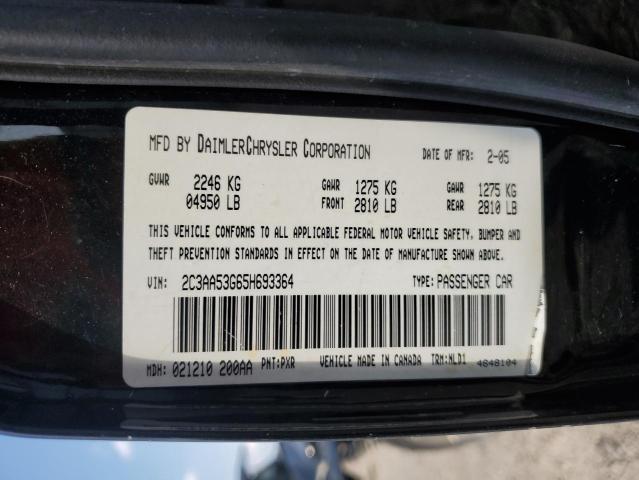 MFD BY DAIMLERCHRYSLER CORPORATION DATE OF MFR: 2-05
GVWR 2246 KG GAWR 1275 KG GAWR 1275 KG
04950 LB FRONT 2810 LB REAR 2810 LB
THIS VEHICLE CONFORMS TO ALL APPLICABLE FEDERAL MOTOR VEHICLE SAFETY, BUMPER AND
THEFT PREVENTION STANDARDS IN EFFECT ON THE DATE OF MANUFACTURE SHOWN ABOVE.
VIN: 2C3AA53G65H693364 TYPE: PASSENGER CAR
MDH: 021210 200AA PNT: PXR VEHICLE MADE IN CANADA TRM: NLD1 4648104